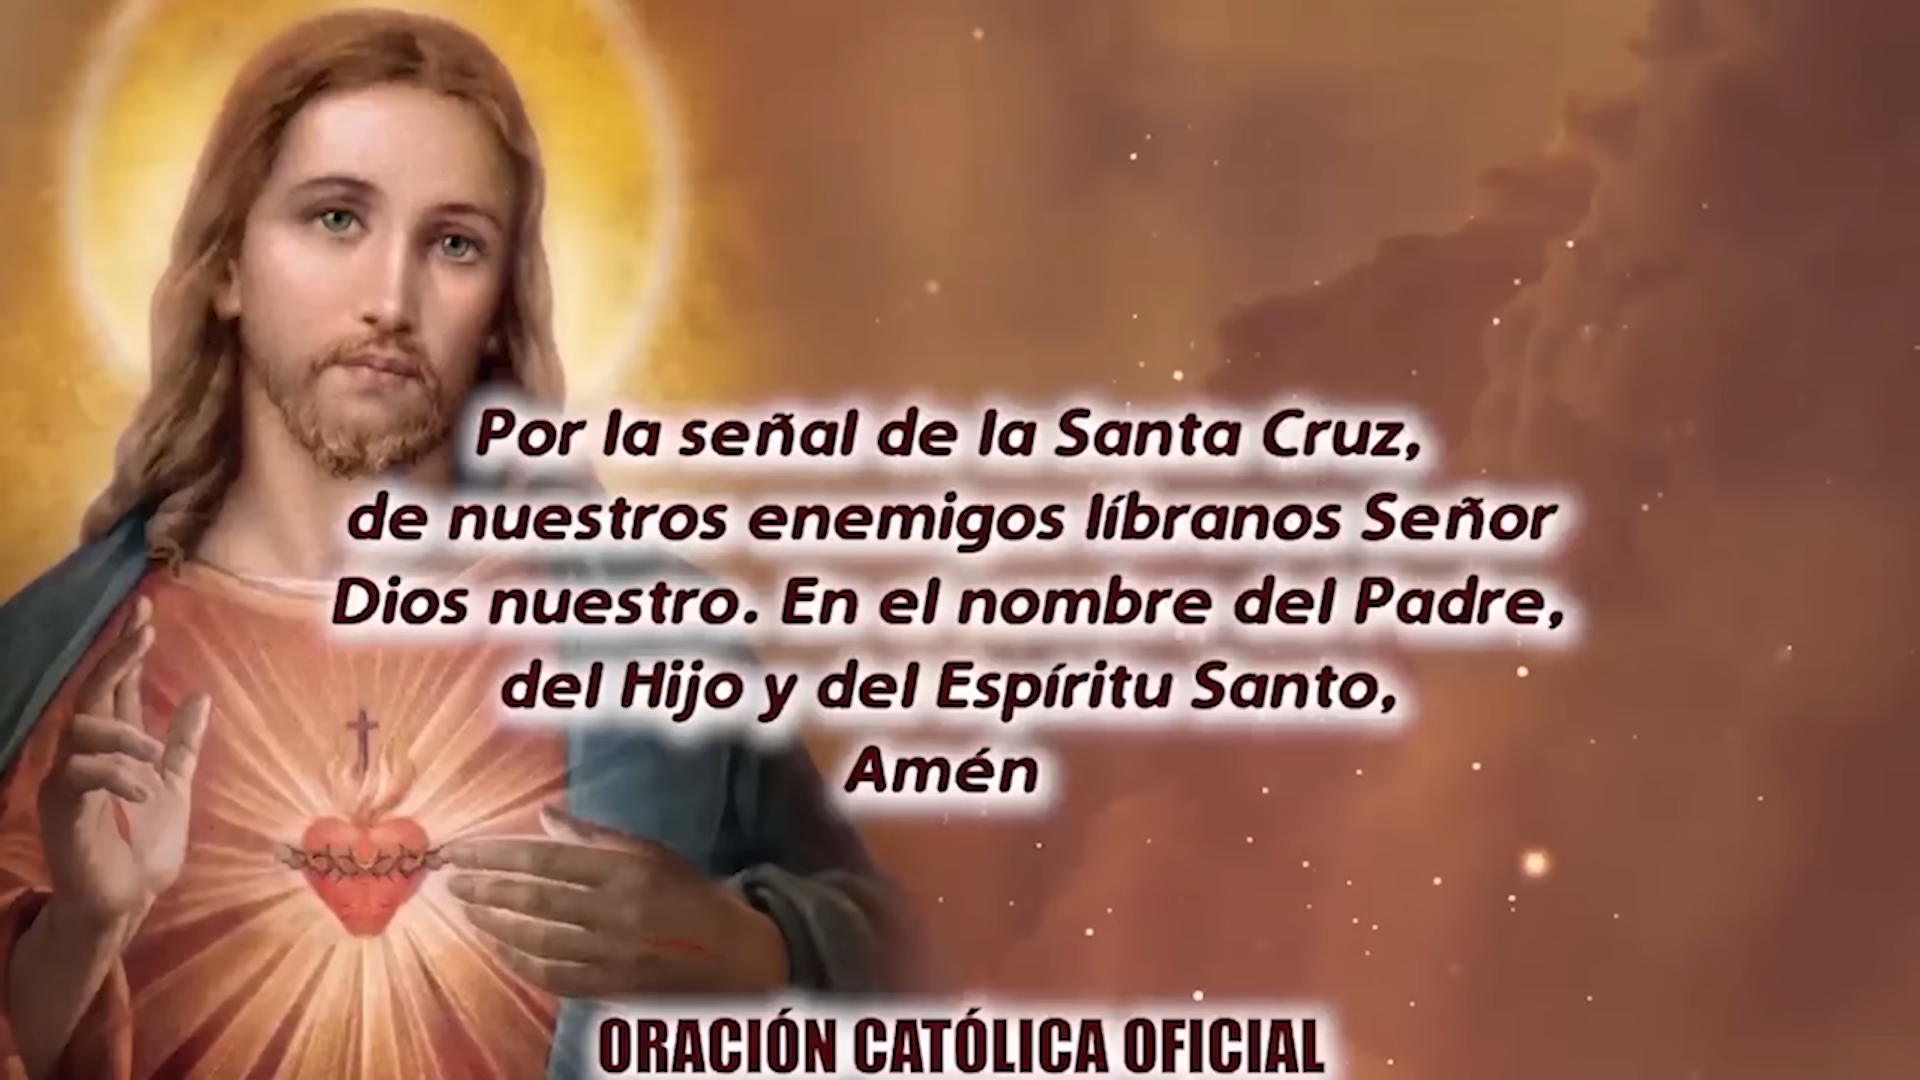 Por la señal de la Santa Cruz,
de nuestros enemigos líbranos Señor
Dios nuestro. En el nombre del Padre,
del Hijo y del Espíritu Santo,
Amén
ORACIÓN CATÓLICA OFICIAL